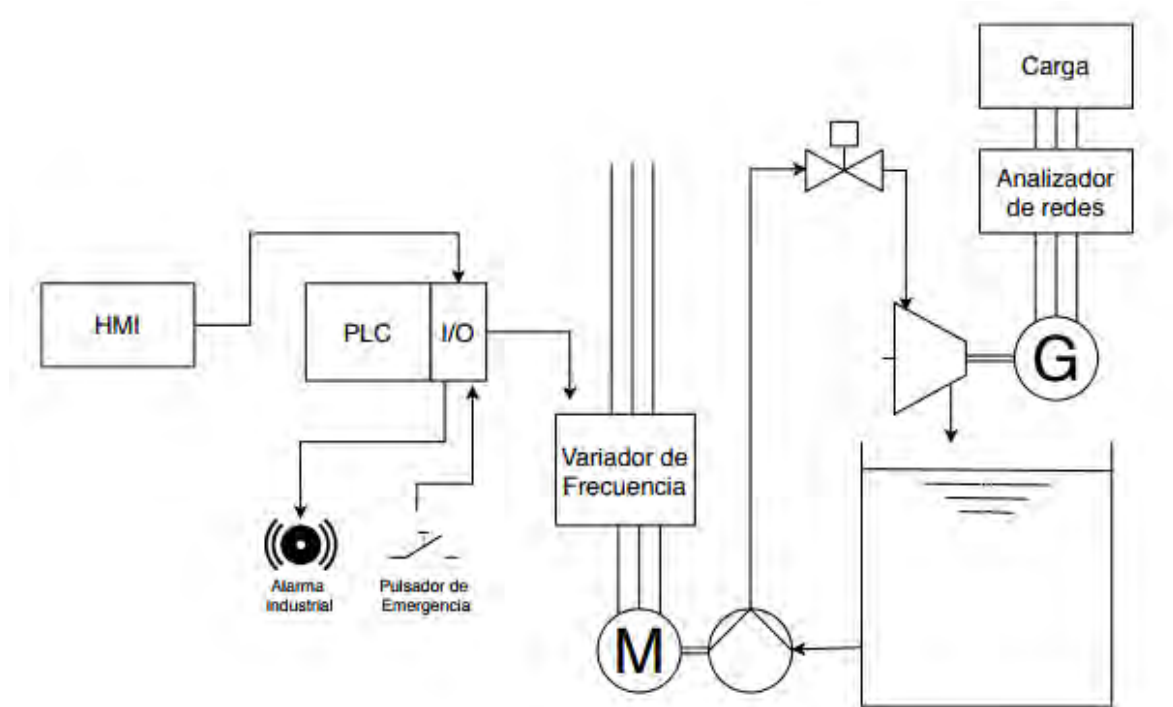 Carga
Analizador
de redes
HMI
PLC
I/O
G
Variador de
Frecuencia
Alarma
industrial
Pulsador de
Emergencia
M